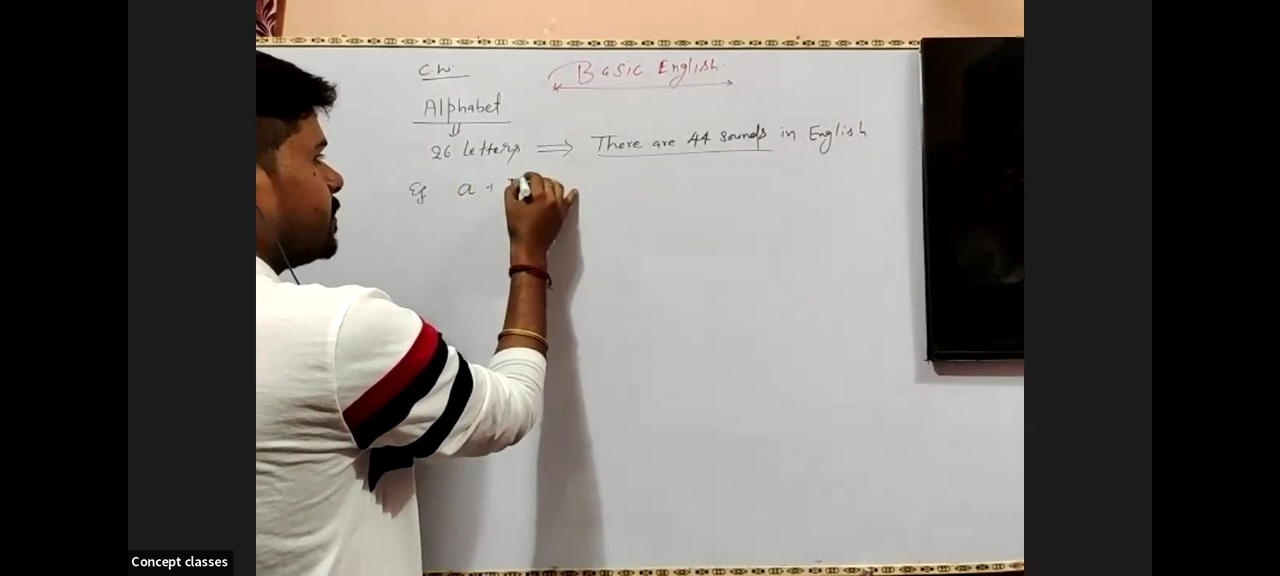 C.W.
Basic English.
Alphabet
26 letters ⇒ There are 44 sounds in English
Eg a
Concept classes